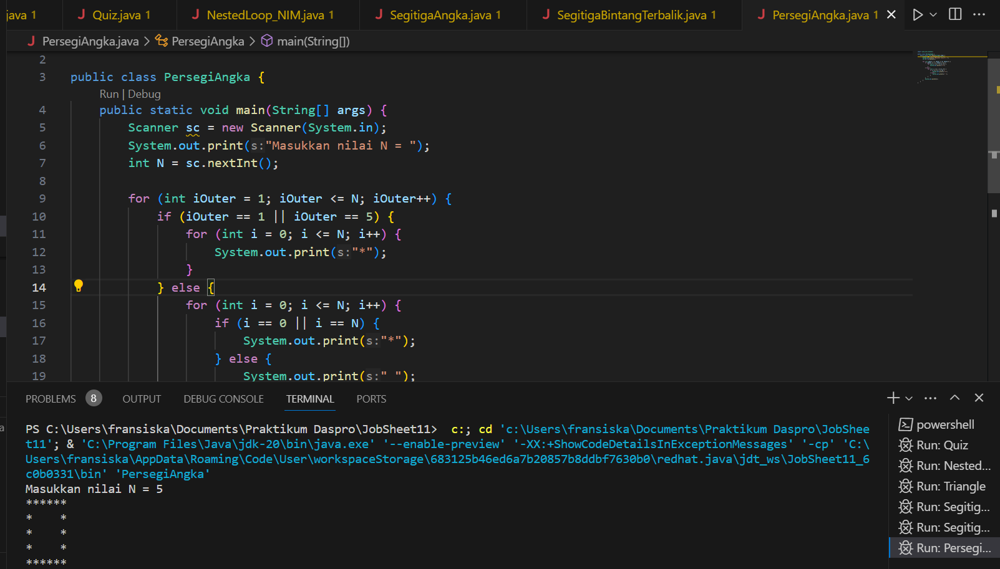 java 1
Quiz.java 1
NestedLoop_NIM.java 1
SegitigaAngka.java 1
SegitigaBintangTerbalik.java 1
PersegiAngka.java 1
PersegiAngka.java > PersegiAngka > main(String[])
2
3 public class PersegiAngka {
Run | Debug
4 public static void main(String[] args) {
5 Scanner sc = new Scanner(System.in);
6 System.out.print(s:"Masukkan nilai N = ");
7 int N = sc.nextInt();
8
9 for (int iOuter = 1; iOuter <= N; iOuter++) {
10 if (iOuter == 1 || iOuter == 5) {
11 for (int i = 0; i <= N; i++) {
12 System.out.print(s:"*");
13 }
14 } else {
15 for (int i = 0; i <= N; i++) {
16 if (i == 0 || i == N) {
17 System.out.print(s:"*");
18 } else {
19 System.out.print(s:" ");
PROBLEMS 8 OUTPUT DEBUG CONSOLE TERMINAL PORTS
PS C:\Users\fransiska\Documents\Praktikum Daspro\JobSheet11> c:; cd 'c:\Users\fransiska\Documents\Praktikum Daspro\JobShee
t11'; & 'C:\Program Files\Java\jdk-20\bin\java.exe' '--enable-preview' '-XX:+ShowCodeDetailsInExceptionMessages' '-cp' 'C:\
Users\fransiska\AppData\Roaming\Code\User\workspaceStorage\683125b46ed6a7b20857b8ddbf7630b0\redhat.java\jdt_ws\JobSheet11_6
c0b0331\bin' 'PersegiAngka'
Masukkan nilai N = 5
******
*    *
*    *
*    *
******
powershell
Run: Quiz
Run: Nested...
Run: Triangle
Run: Segitig...
Run: Segitig...
Run: Persegi...